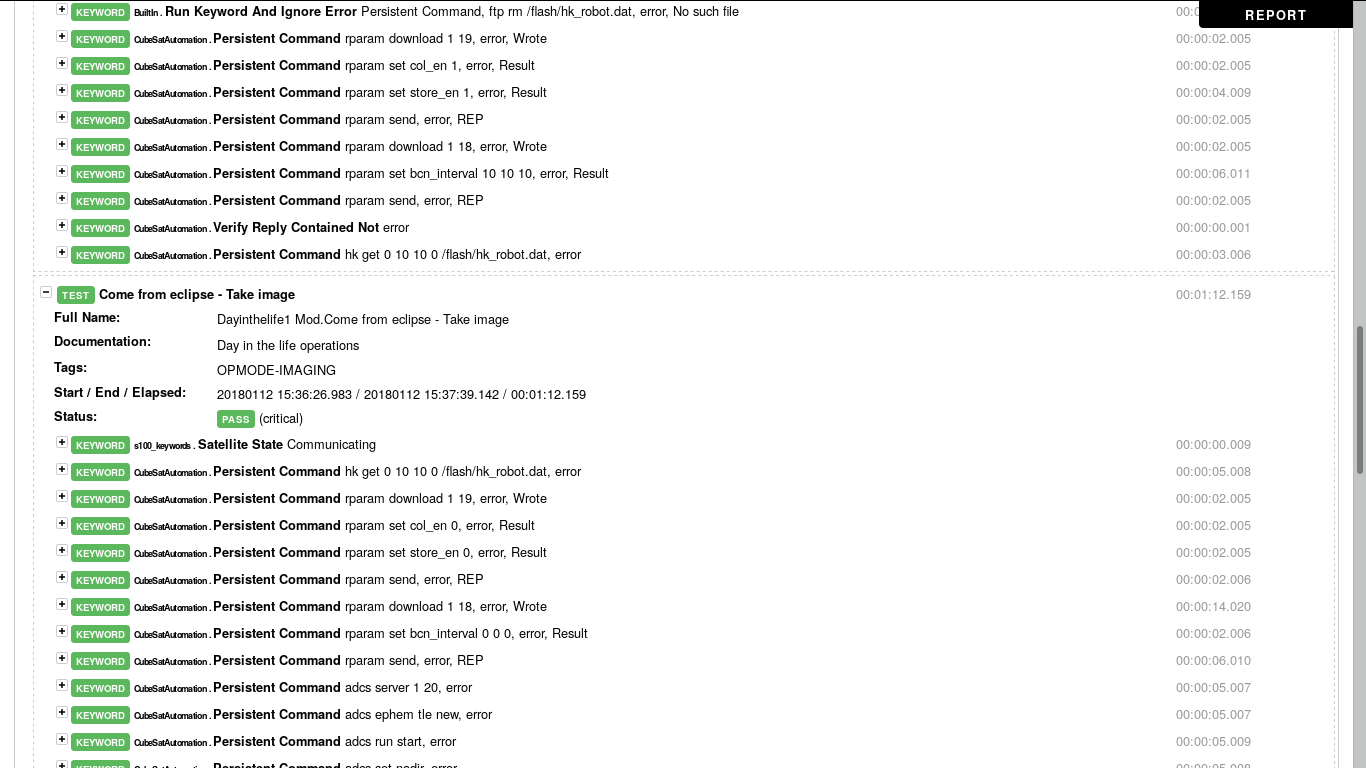 KEYWORD BuiltIn . Run Keyword And Ignore Error Persistent Command, ftp rm /flash/hk_robot.dat, error, No such file
REPORT
KEYWORD CubeSatAutomation . Persistent Command rparam download 1 19, error, Wrote 00:00:02.005
KEYWORD CubeSatAutomation . Persistent Command rparam set col_en 1, error, Result 00:00:02.005
KEYWORD CubeSatAutomation . Persistent Command rparam set store_en 1, error, Result 00:00:04.009
KEYWORD CubeSatAutomation . Persistent Command rparam send, error, REP 00:00:02.005
KEYWORD CubeSatAutomation . Persistent Command rparam download 1 18, error, Wrote 00:00:02.005
KEYWORD CubeSatAutomation . Persistent Command rparam set bcn_interval 10 10 10, error, Result 00:00:06.011
KEYWORD CubeSatAutomation . Persistent Command rparam send, error, REP 00:00:02.005
KEYWORD CubeSatAutomation . Verify Reply Contained Not error 00:00:00.001
KEYWORD CubeSatAutomation . Persistent Command hk get 0 10 10 0 /flash/hk_robot.dat, error 00:00:03.006
TEST Come from eclipse - Take image 00:01:12.159
Full Name: Dayinthelife1 Mod.Come from eclipse - Take image
Documentation: Day in the life operations
Tags: OPMODE-IMAGING
Start / End / Elapsed: 20180112 15:36:26.983 / 20180112 15:37:39.142 / 00:01:12.159
Status: PASS (critical)
KEYWORD s100_keywords . Satellite State Communicating 00:00:00.009
KEYWORD CubeSatAutomation . Persistent Command hk get 0 10 10 0 /flash/hk_robot.dat, error 00:00:05.008
KEYWORD CubeSatAutomation . Persistent Command rparam download 1 19, error, Wrote 00:00:02.005
KEYWORD CubeSatAutomation . Persistent Command rparam set col_en 0, error, Result 00:00:02.005
KEYWORD CubeSatAutomation . Persistent Command rparam set store_en 0, error, Result 00:00:02.005
KEYWORD CubeSatAutomation . Persistent Command rparam send, error, REP 00:00:02.006
KEYWORD CubeSatAutomation . Persistent Command rparam download 1 18, error, Wrote 00:00:14.020
KEYWORD CubeSatAutomation . Persistent Command rparam set bcn_interval 0 0 0, error, Result 00:00:02.006
KEYWORD CubeSatAutomation . Persistent Command rparam send, error, REP 00:00:06.010
KEYWORD CubeSatAutomation . Persistent Command adcs server 1 20, error 00:00:05.007
KEYWORD CubeSatAutomation . Persistent Command adcs ephem tle new, error 00:00:05.007
KEYWORD CubeSatAutomation . Persistent Command adcs run start, error 00:00:05.009
KEYWORD CubeSatAutomation . Persistent Command adcs set nadir, error 00:00:05.008